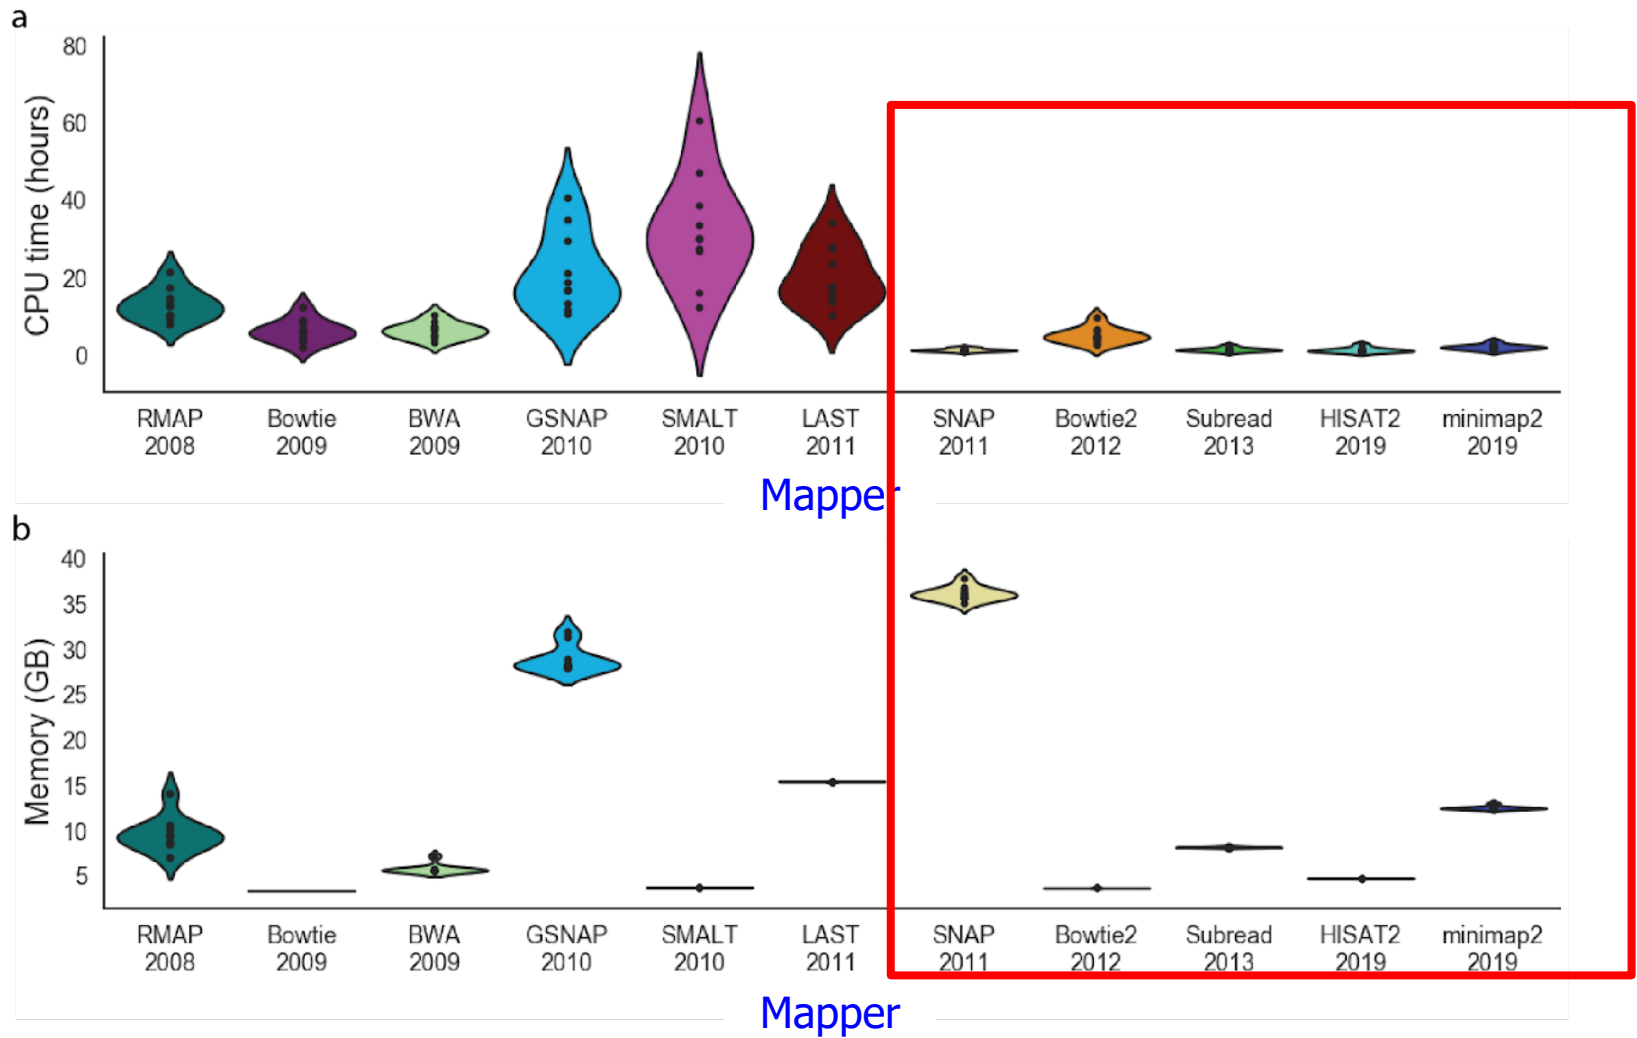 a
CPU time (hours)
80
60
40
20
0
RMAP Bowtie BWA GSNAP SMALT LAST SNAP Bowtie2 Subread HISAT2 minimap2
2008 2009 2009 2010 2010 2011 2011 2012 2013 2019 2019
Mapper
b
Memory (GB)
40
35
30
25
20
15
10
5
RMAP Bowtie BWA GSNAP SMALT LAST SNAP Bowtie2 Subread HISAT2 minimap2
2008 2009 2009 2010 2010 2011 2011 2012 2013 2019 2019
Mapper